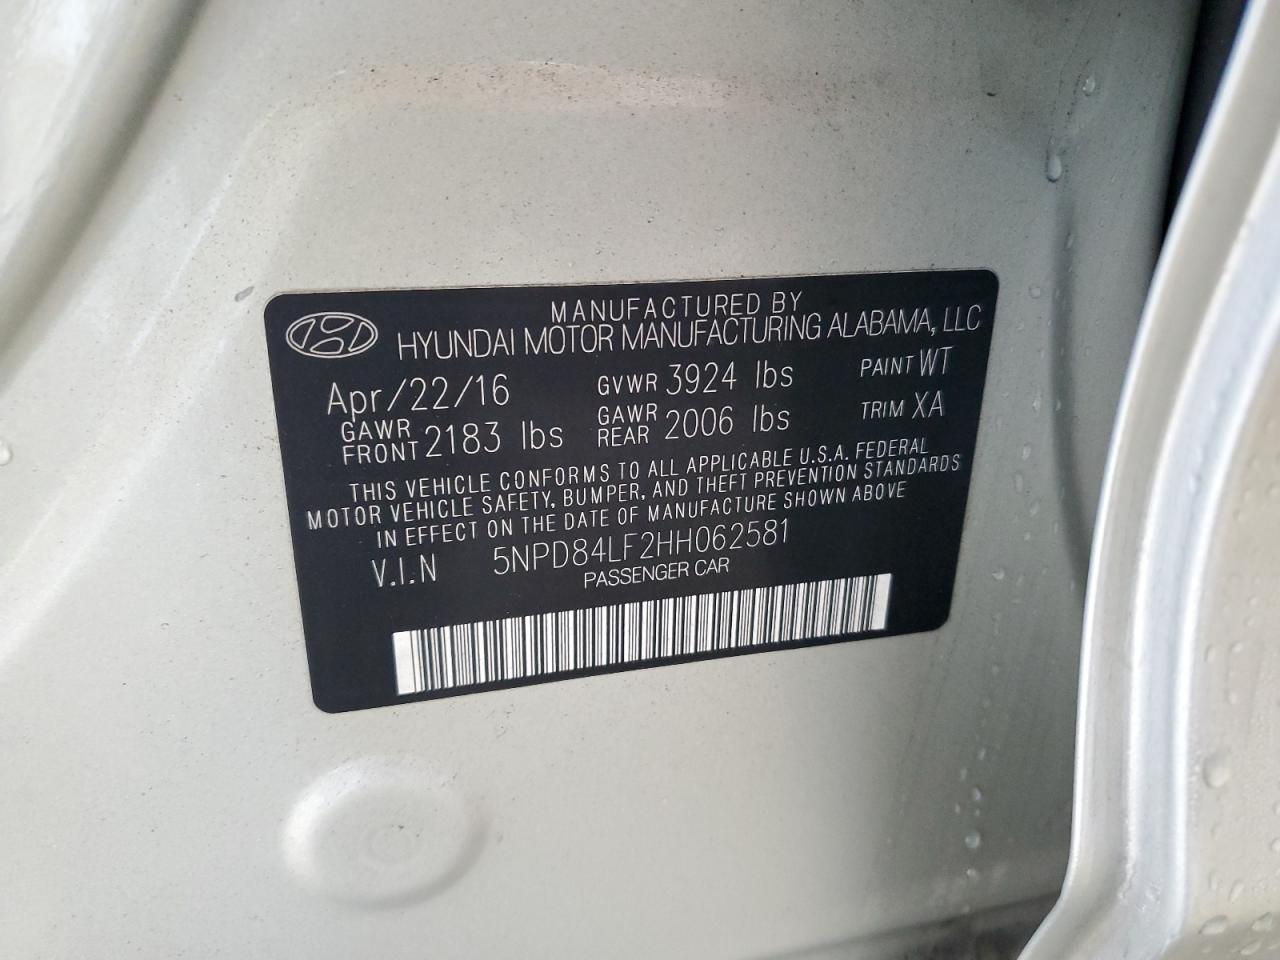 MANUFACTURED BY
HYUNDAI MOTOR MANUFACTURING ALABAMA, LLC
Apr/22/16 GVWR 3924 lbs PAINT WT
GAWR FRONT 2183 lbs GAWR REAR 2006 lbs TRIM XA
THIS VEHICLE CONFORMS TO ALL APPLICABLE U.S.A. FEDERAL
MOTOR VEHICLE SAFETY, BUMPER, AND THEFT PREVENTION STANDARDS
IN EFFECT ON THE DATE OF MANUFACTURE SHOWN ABOVE
V.I.N 5NPD84LF2HH062581
PASSENGER CAR